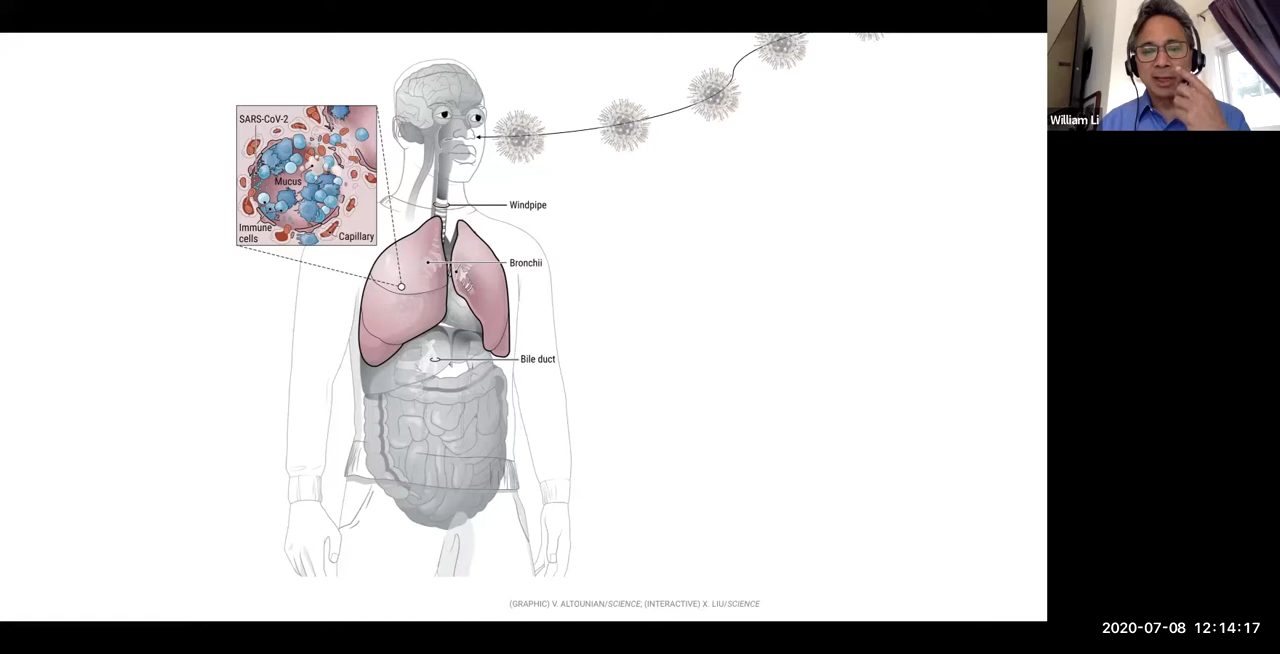 SARS-CoV-2
Mucus
Immune
cells
Capillary
Windpipe
Bronchii
Bile duct
(GRAPHIC) V. ALTOUNIAN/SCIENCE; (INTERACTIVE) X. LIU/SCIENCE
William Li
2020-07-08 12:14:17